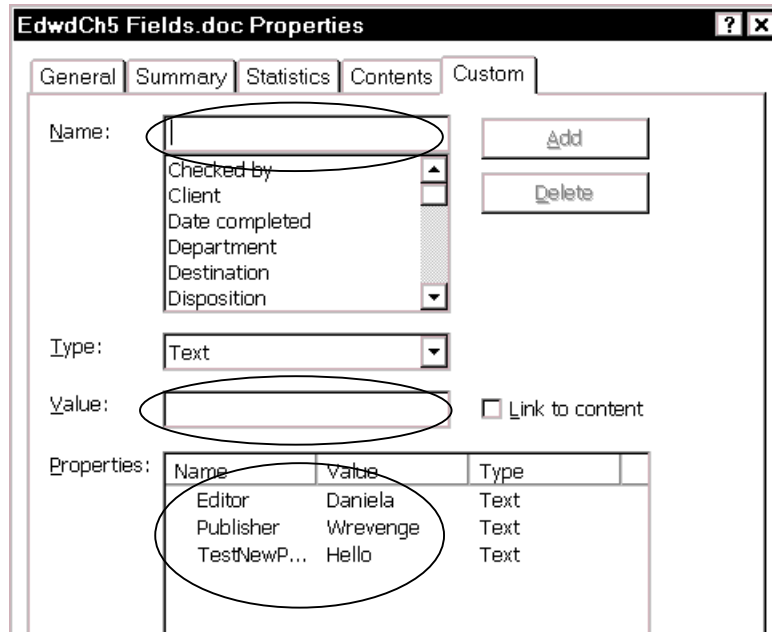 EdwdCh5 Fields.doc Properties ? ×
General Summary Statistics Contents Custom
Name:
Add
Checked by
Client
Delete
Date completed
Department
Destination
Disposition
Type: Text
Value: Link to content
Properties: Name Value Type
Editor Daniela Text
Publisher Wrevenge Text
TestNewP... Hello Text